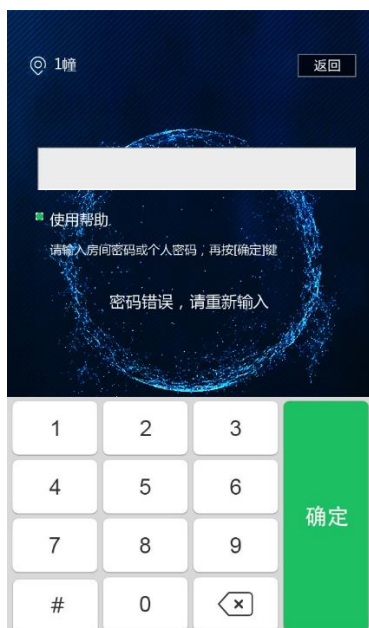 1幢
返回
使用帮助
请输入房间密码或个人密码，再按[确定]键
密码错误，请重新输入
1 2 3
4 5 6
确定
7 8 9
# 0